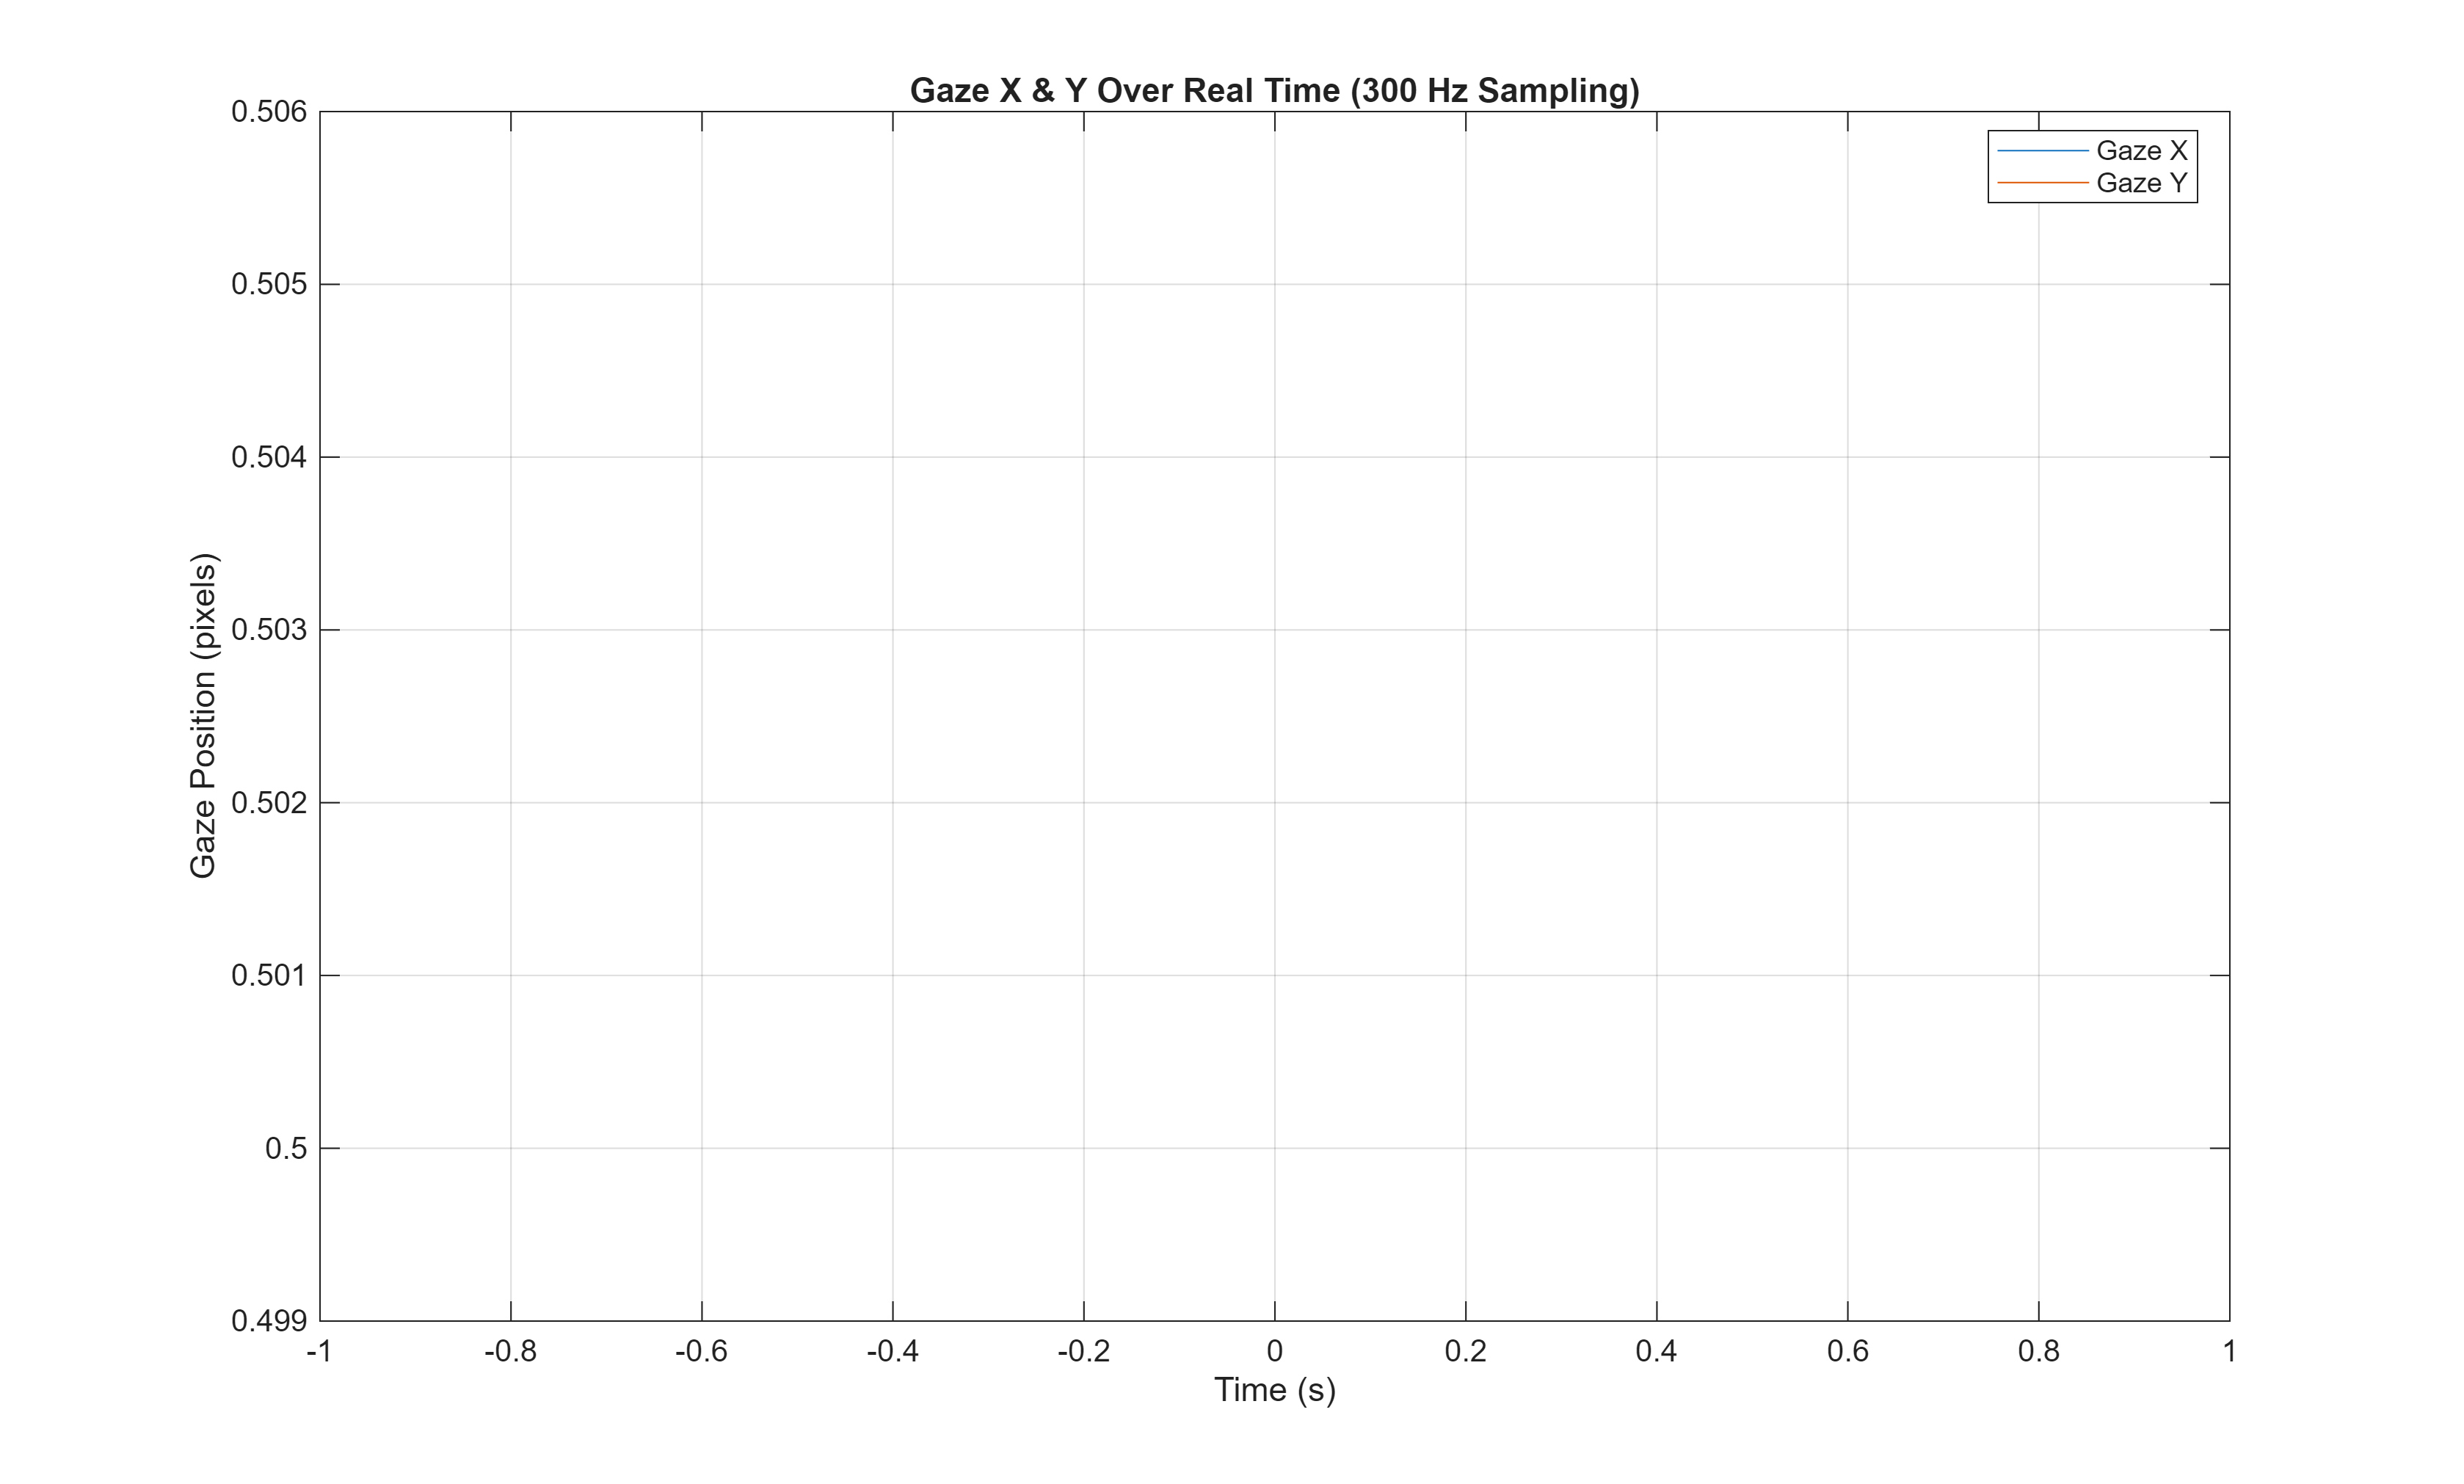 Gaze X & Y Over Real Time (300 Hz Sampling)
Gaze X
Gaze Y
0.506
0.505
0.504
0.503
0.502
0.501
0.5
0.499
Gaze Position (pixels)
-1 -0.8 -0.6 -0.4 -0.2 0 0.2 0.4 0.6 0.8 1
Time (s)